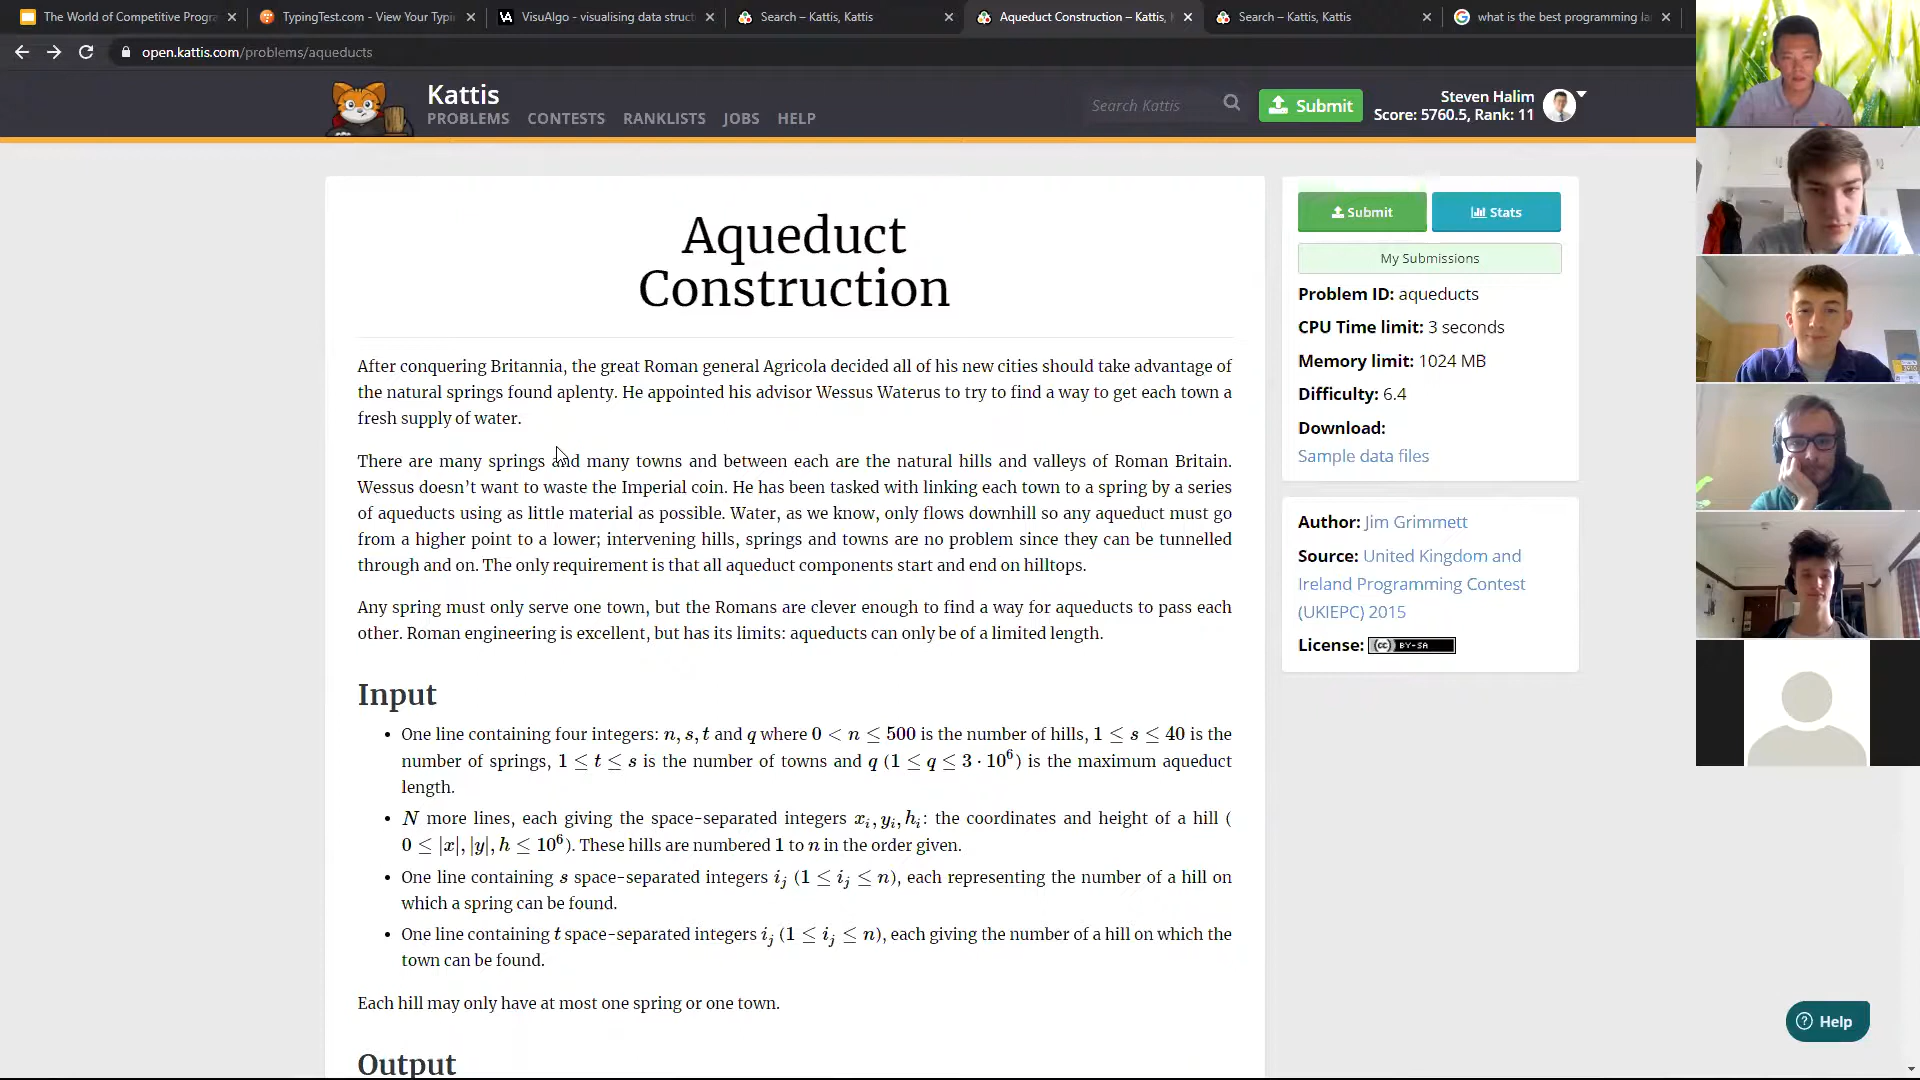 The World of Competitive Progra
TypingTest.com - View Your Typi
VisuAlgo - visualising data struct
Search – Kattis, Kattis
Aqueduct Construction – Kattis,
Search – Kattis, Kattis
what is the best programming la
open.kattis.com/problems/aqueducts
Kattis
PROBLEMS CONTESTS RANKLISTS JOBS HELP
Search Kattis
Submit
Steven Halim
Score: 5760.5, Rank: 11
Aqueduct
Construction
After conquering Britannia, the great Roman general Agricola decided all of his new cities should take advantage of
the natural springs found aplenty. He appointed his advisor Wessus Waterus to try to find a way to get each town a
fresh supply of water.
There are many springs and many towns and between each are the natural hills and valleys of Roman Britain.
Wessus doesn’t want to waste the Imperial coin. He has been tasked with linking each town to a spring by a series
of aqueducts using as little material as possible. Water, as we know, only flows downhill so any aqueduct must go
from a higher point to a lower; intervening hills, springs and towns are no problem since they can be tunnelled
through and on. The only requirement is that all aqueduct components start and end on hilltops.
Any spring must only serve one town, but the Romans are clever enough to find a way for aqueducts to pass each
other. Roman engineering is excellent, but has its limits: aqueducts can only be of a limited length.
Input
• One line containing four integers: n, s, t and q where 0 < n ≤ 500 is the number of hills, 1 ≤ s ≤ 40 is the
number of springs, 1 ≤ t ≤ s is the number of towns and q (1 ≤ q ≤ 3 · 10⁶) is the maximum aqueduct
length.
• N more lines, each giving the space-separated integers xᵢ, yᵢ, hᵢ: the coordinates and height of a hill (
0 ≤ |x|, |y|, h ≤ 10⁶). These hills are numbered 1 to n in the order given.
• One line containing s space-separated integers iⱼ (1 ≤ iⱼ ≤ n), each representing the number of a hill on
which a spring can be found.
• One line containing t space-separated integers iⱼ (1 ≤ iⱼ ≤ n), each giving the number of a hill on which the
town can be found.
Each hill may only have at most one spring or one town.
Output
Submit
Stats
My Submissions
Problem ID: aqueducts
CPU Time limit: 3 seconds
Memory limit: 1024 MB
Difficulty: 6.4
Download:
Sample data files
Author: Jim Grimmett
Source: United Kingdom and
Ireland Programming Contest
(UKIEPC) 2015
License: (cc) BY-SA
? Help